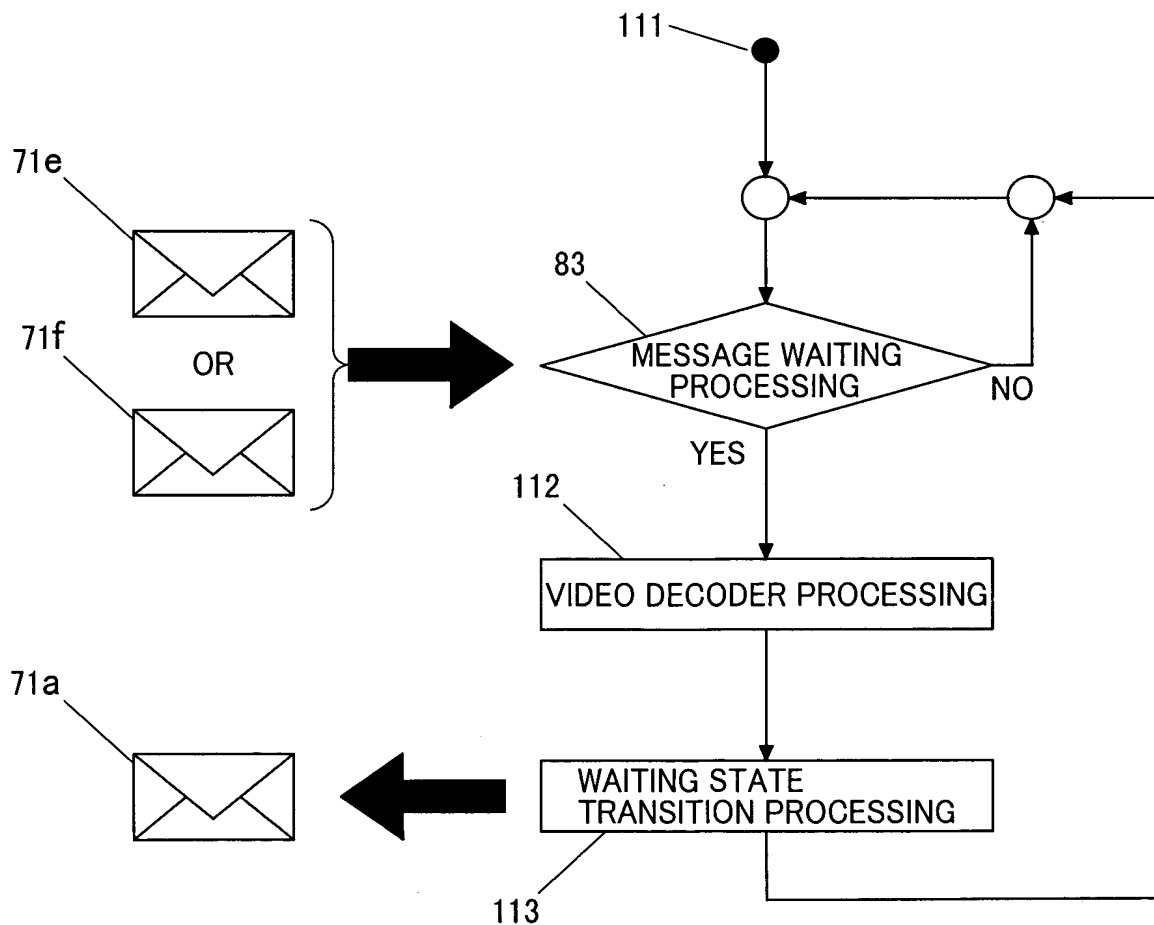 111
71e
83
71f
OR
MESSAGE WAITING
PROCESSING
NO
YES
112
VIDEO DECODER PROCESSING
71a
WAITING STATE
TRANSITION PROCESSING
113